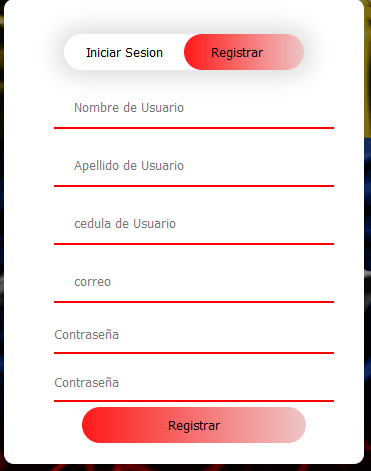 Iniciar Sesion Registrar
Nombre de Usuario
Apellido de Usuario
cedula de Usuario
correo
Contraseña
Contraseña
Registrar